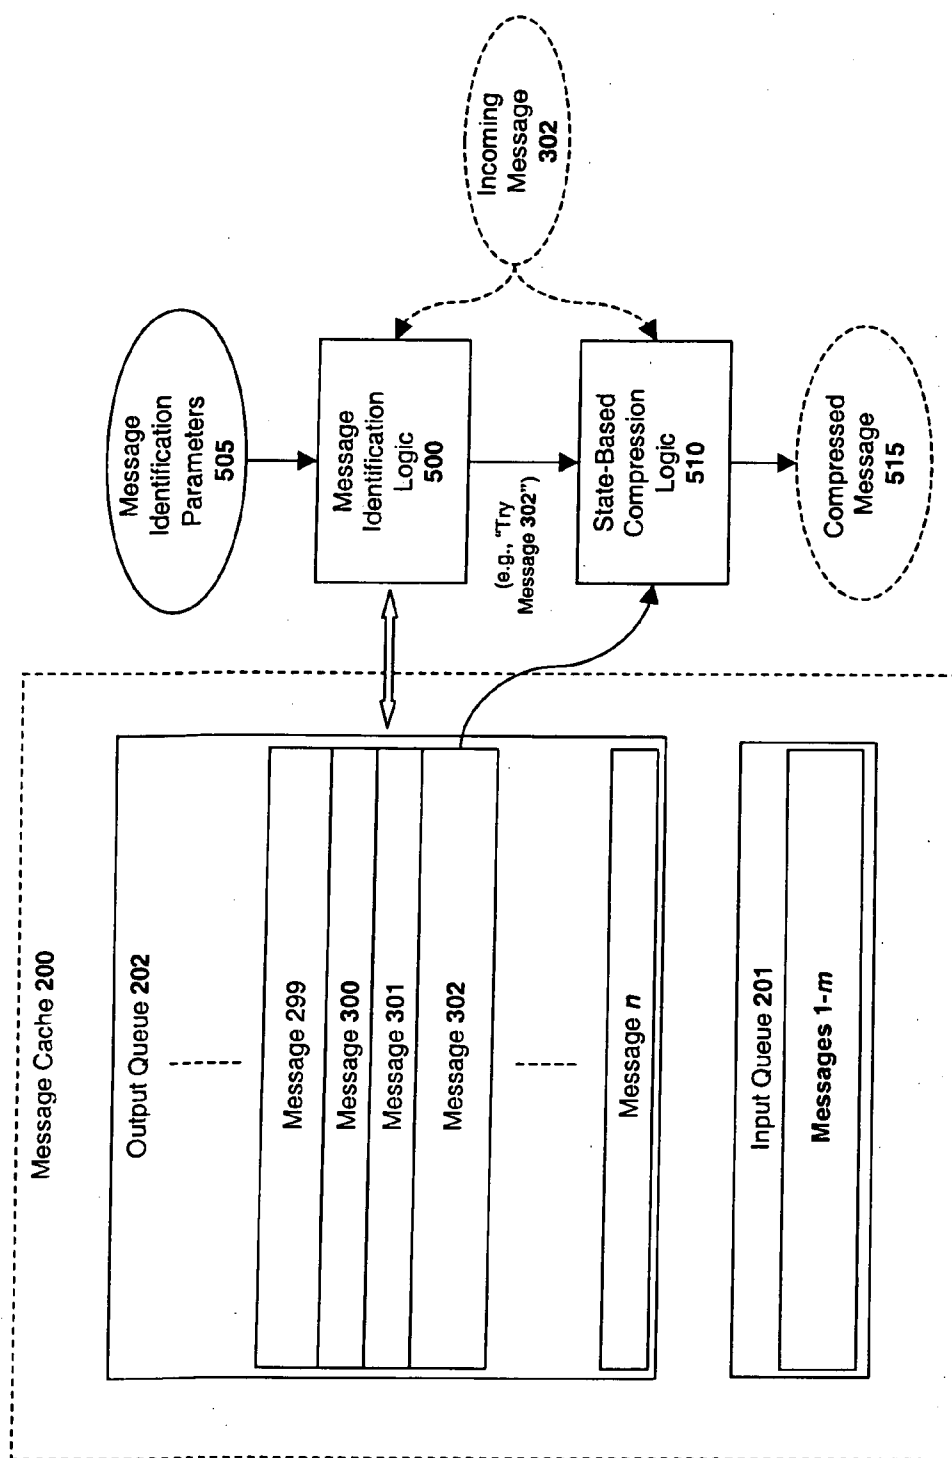 Message Cache 200
Output Queue 202
Message 299
Message 300
Message 301
Message 302
Message n
Input Queue 201
Messages 1-m
Message
Identification
Parameters
505
Message
Identification
Logic
500
(e.g., "Try
Message 302")
State-Based
Compression
Logic
510
Compressed
Message
515
Incoming
Message
302